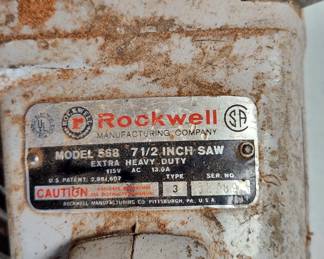 Rockwell
MANUFACTURING COMPANY
MODEL 568 7 1/2 INCH SAW
EXTRA HEAVY DUTY
115V AC 13.0A
U.S. PATENT: TYPE SER. NO.
CAUTION 3
ROCKWELL MANUFACTURING CO. PITTSBURGH, PA., U.S.A.